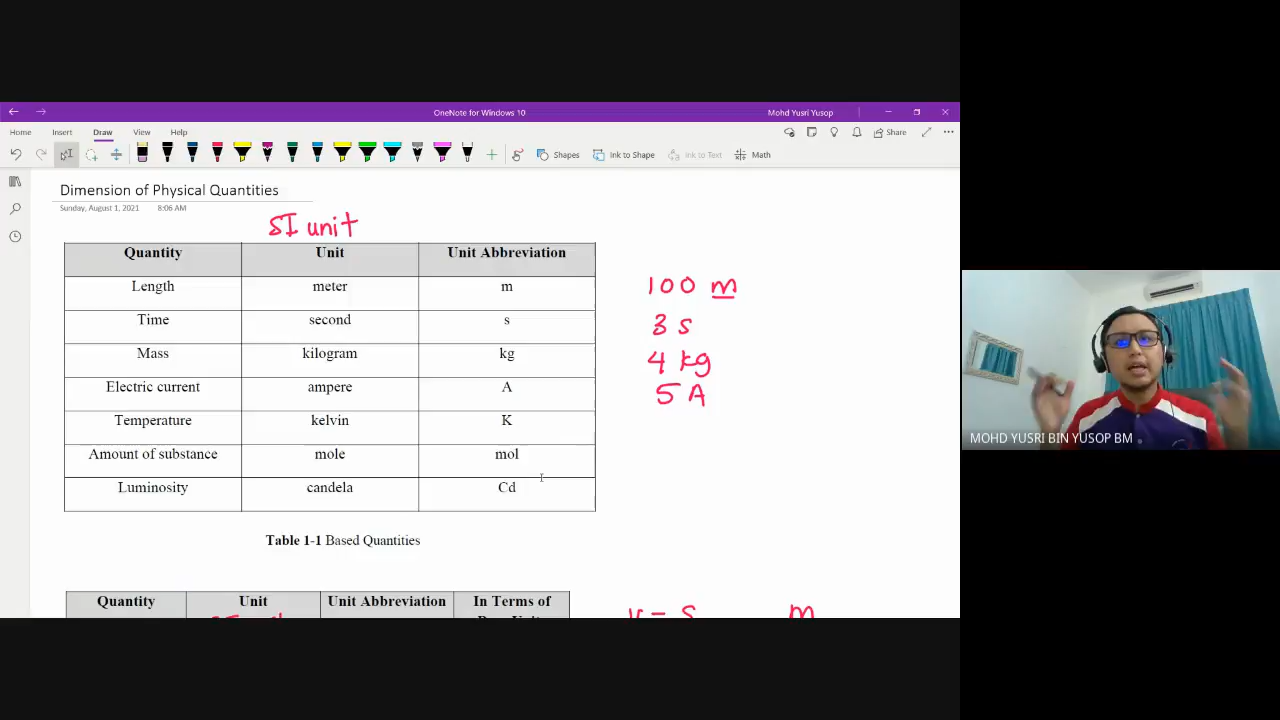 OneNote for Windows 10
Mohd Yusri Yusop
Home Insert Draw View Help
Share
Shapes Ink to Shape Ink to Text Math
Dimension of Physical Quantities
Sunday, August 1, 2021 8:06 AM
SI unit
Quantity Unit Unit Abbreviation
Length meter m
Time second s
Mass kilogram kg
Electric current ampere A
Temperature kelvin K
Amount of substance mole mol
Luminosity candela Cd
100 m
3 s
4 kg
5 A
Table 1-1 Based Quantities
Quantity Unit Unit Abbreviation In Terms of
s m
MOHD YUSRI BIN YUSOP BM